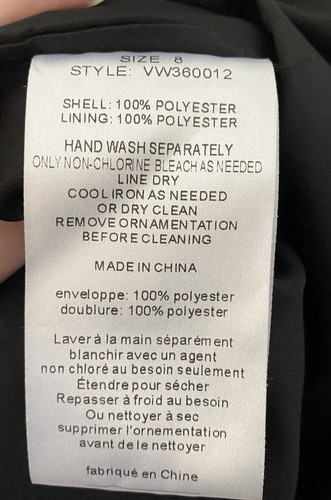 SIZE 8
STYLE: VW360012
SHELL: 100% POLYESTER
LINING: 100% POLYESTER
HAND WASH SEPARATELY
ONLY NON-CHLORINE BLEACH AS NEEDED
LINE DRY
COOL IRON AS NEEDED
OR DRY CLEAN
REMOVE ORNAMENTATION
BEFORE CLEANING
MADE IN CHINA
enveloppe: 100% polyester
doublure: 100% polyester
Laver à la main séparément
blanchir avec un agent
non chloré au besoin seulement
Étendre pour sécher
Repasser à froid au besoin
Ou nettoyer à sec
supprimer l'ornementation
avant de nettoyer
fabriqué en Chine